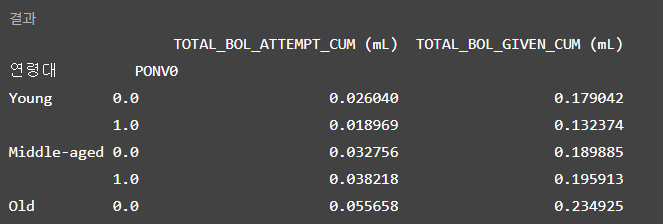 결과
TOTAL_BOL_ATTEMPT_CUM (mL) TOTAL_BOL_GIVEN_CUM (mL)
연령대 PONV0
Young 0.0 0.026040 0.179042
1.0 0.018969 0.132374
Middle-aged 0.0 0.032756 0.189885
1.0 0.038218 0.195913
Old 0.0 0.055658 0.234925